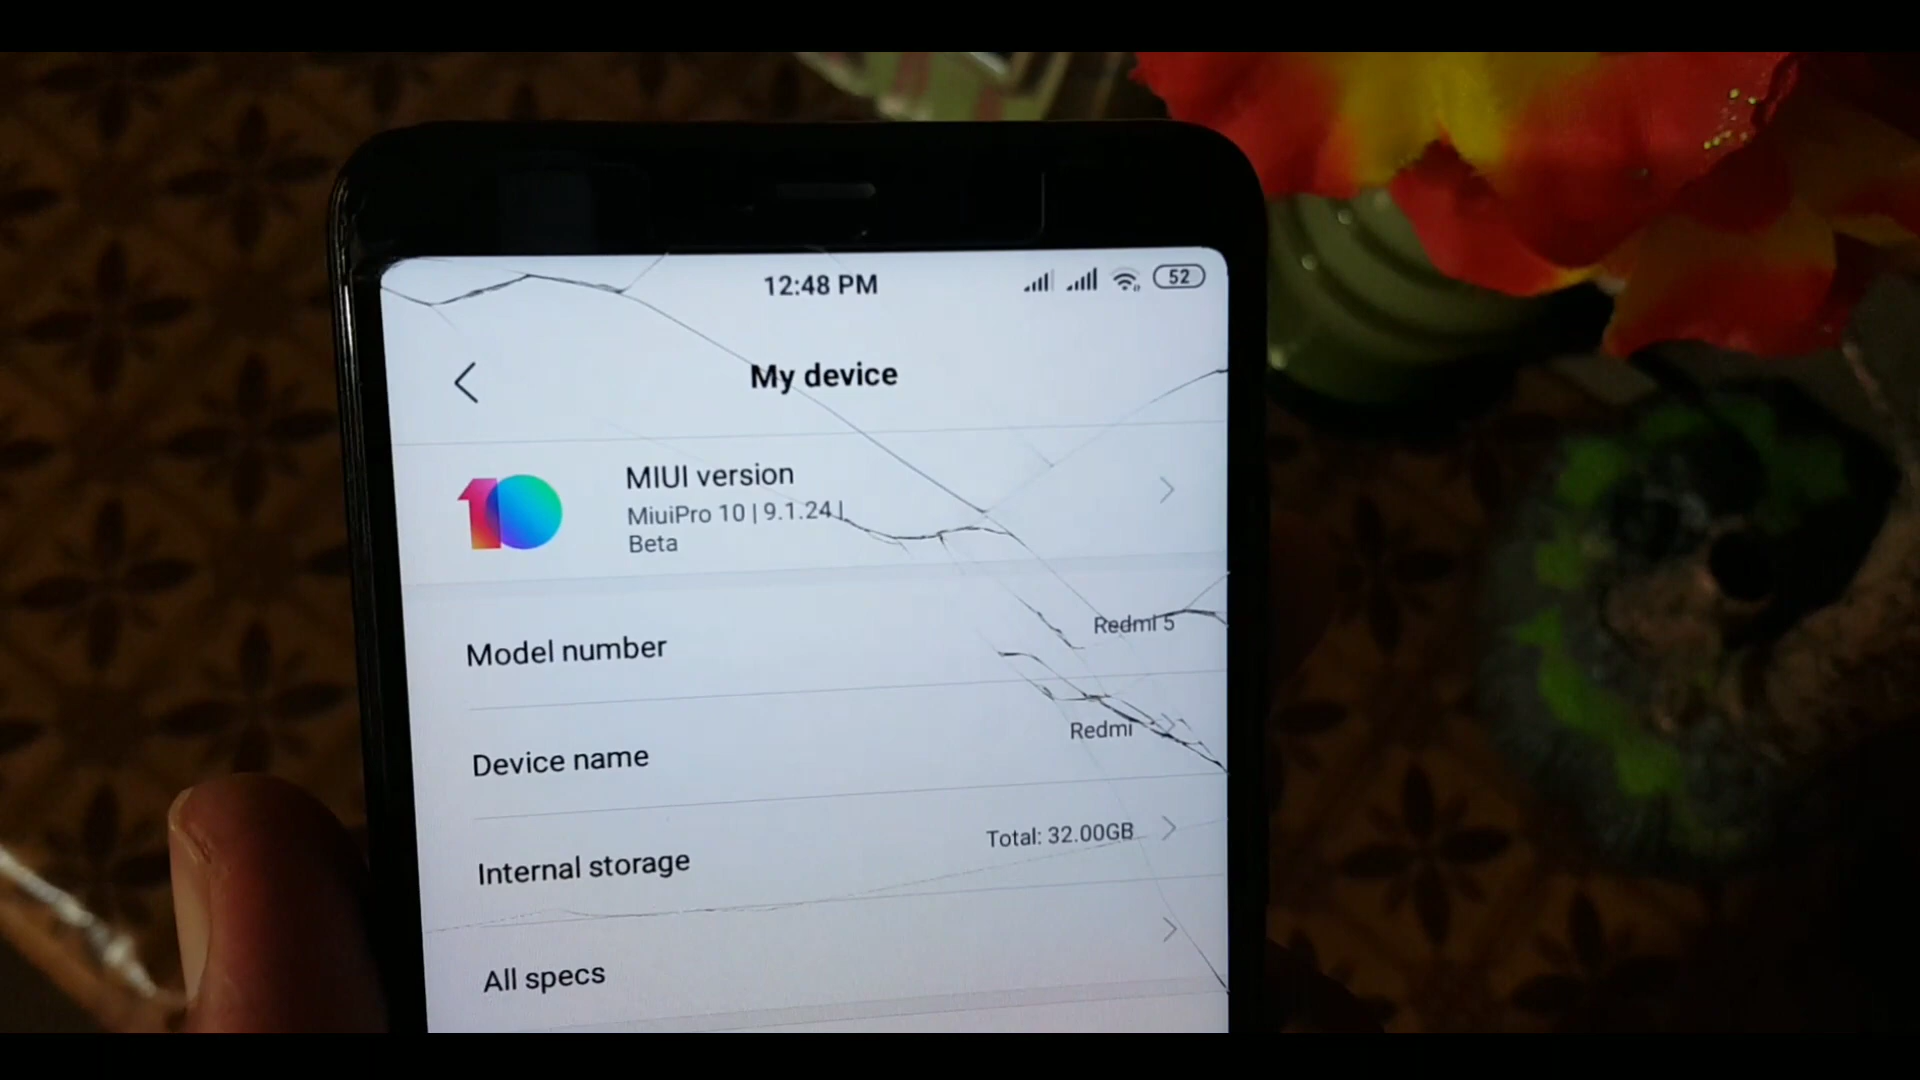 12:48 PM
52
My device
10
MIUI version
MiuiPro 10 | 9.1.24 |
Beta
Model number
Redmi 5
Device name
Redmi
Internal storage
Total: 32.00GB
All specs